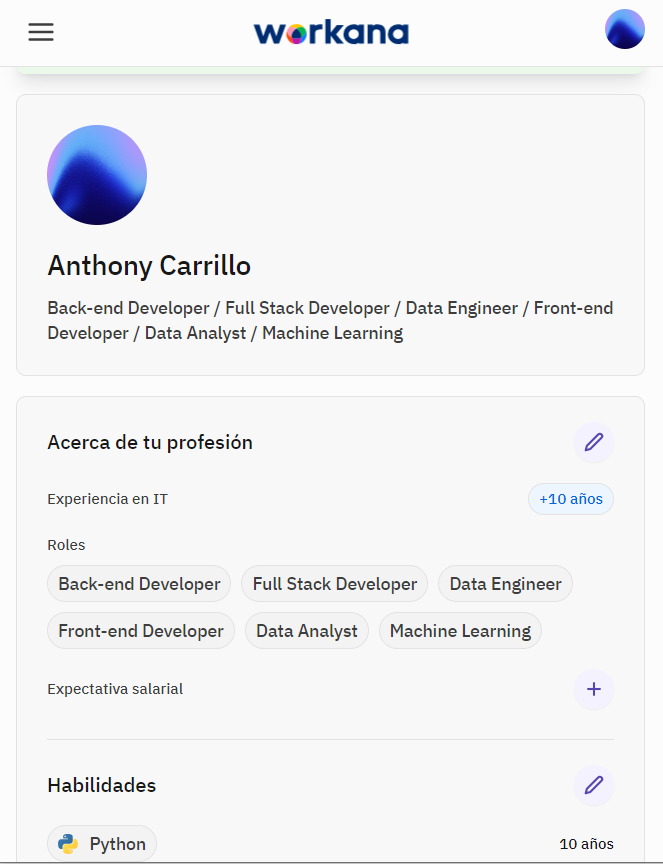 workana
Anthony Carrillo
Back-end Developer / Full Stack Developer / Data Engineer / Front-end
Developer / Data Analyst / Machine Learning
Acerca de tu profesión
Experiencia en IT
+10 años
Roles
Back-end Developer
Full Stack Developer
Data Engineer
Front-end Developer
Data Analyst
Machine Learning
Expectativa salarial
+
Habilidades
Python
10 años